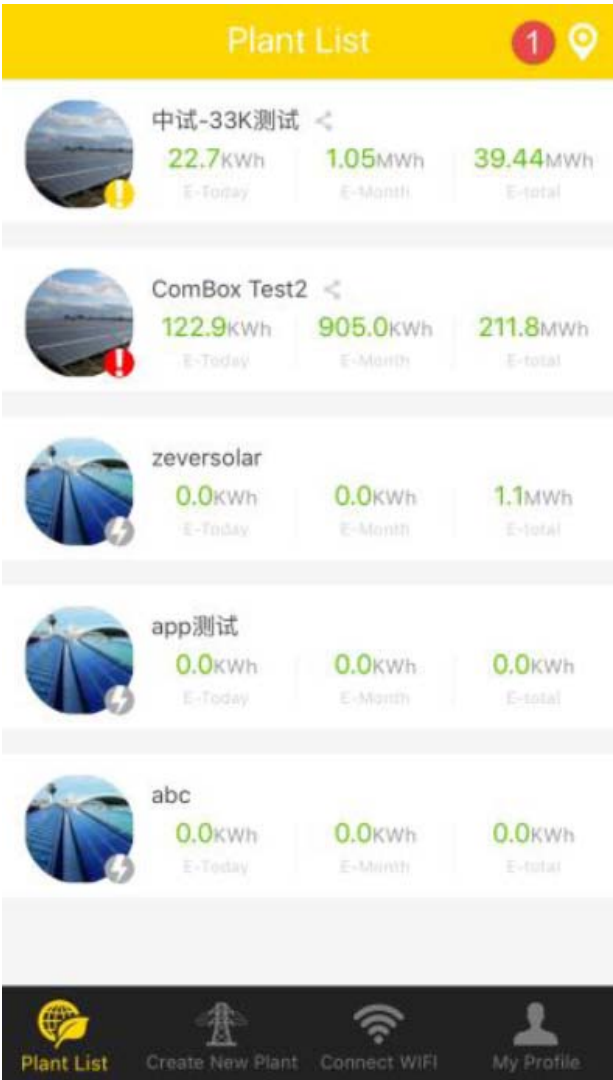 Plant List
1
中试-33K测试
22.7KWh 1.05MWh 39.44MWh
E-Today E-Month E-total
ComBox Test2
122.9KWh 905.0KWh 211.8MWh
E-Today E-Month E-total
zeversolar
0.0KWh 0.0KWh 1.1MWh
E-Today E-Month E-total
app测试
0.0KWh 0.0KWh 0.0KWh
E-Today E-Month E-total
abc
0.0KWh 0.0KWh 0.0KWh
E-Today E-Month E-total
Plant List Create New Plant Connect WIFI My Profile